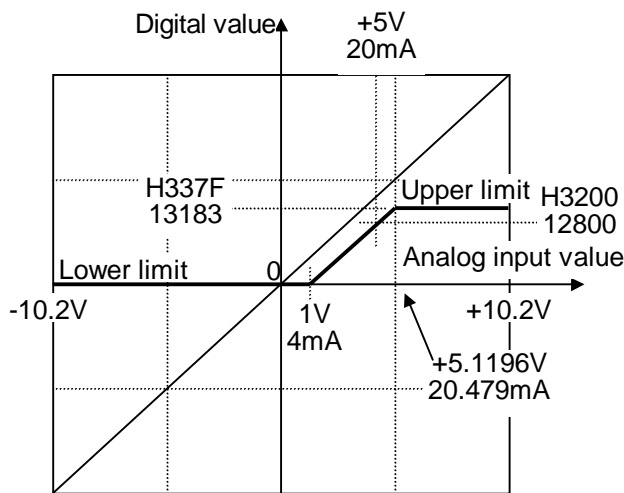 Digital value
+5V
20mA
H337F
13183
Upper limit
H3200
12800
Lower limit
0
Analog input value
-10.2V
1V
4mA
+10.2V
+5.1196V
20.479mA